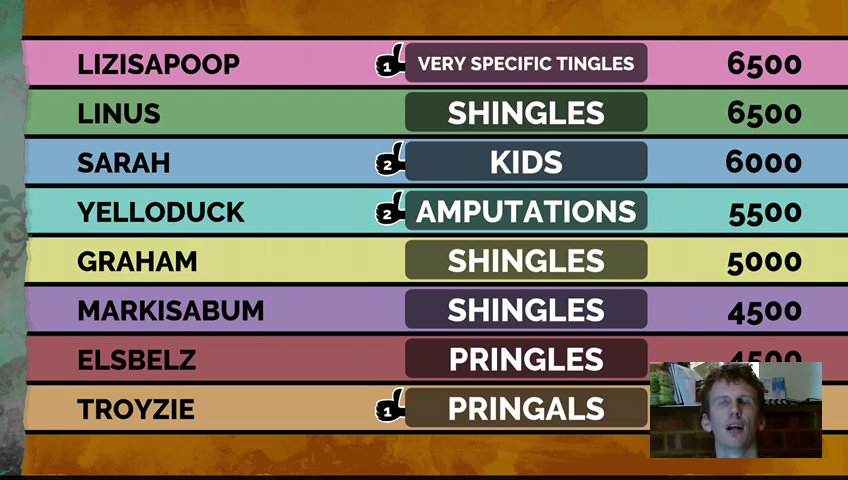 LIZISAPOOP 1 VERY SPECIFIC TINGLES 6500
LINUS SHINGLES 6500
SARAH 2 KIDS 6000
YELLODUCK 2 AMPUTATIONS 5500
GRAHAM SHINGLES 5000
MARKISABUM SHINGLES 4500
ELSBELZ PRINGLES 4500
TROYZIE 1 PRINGALS